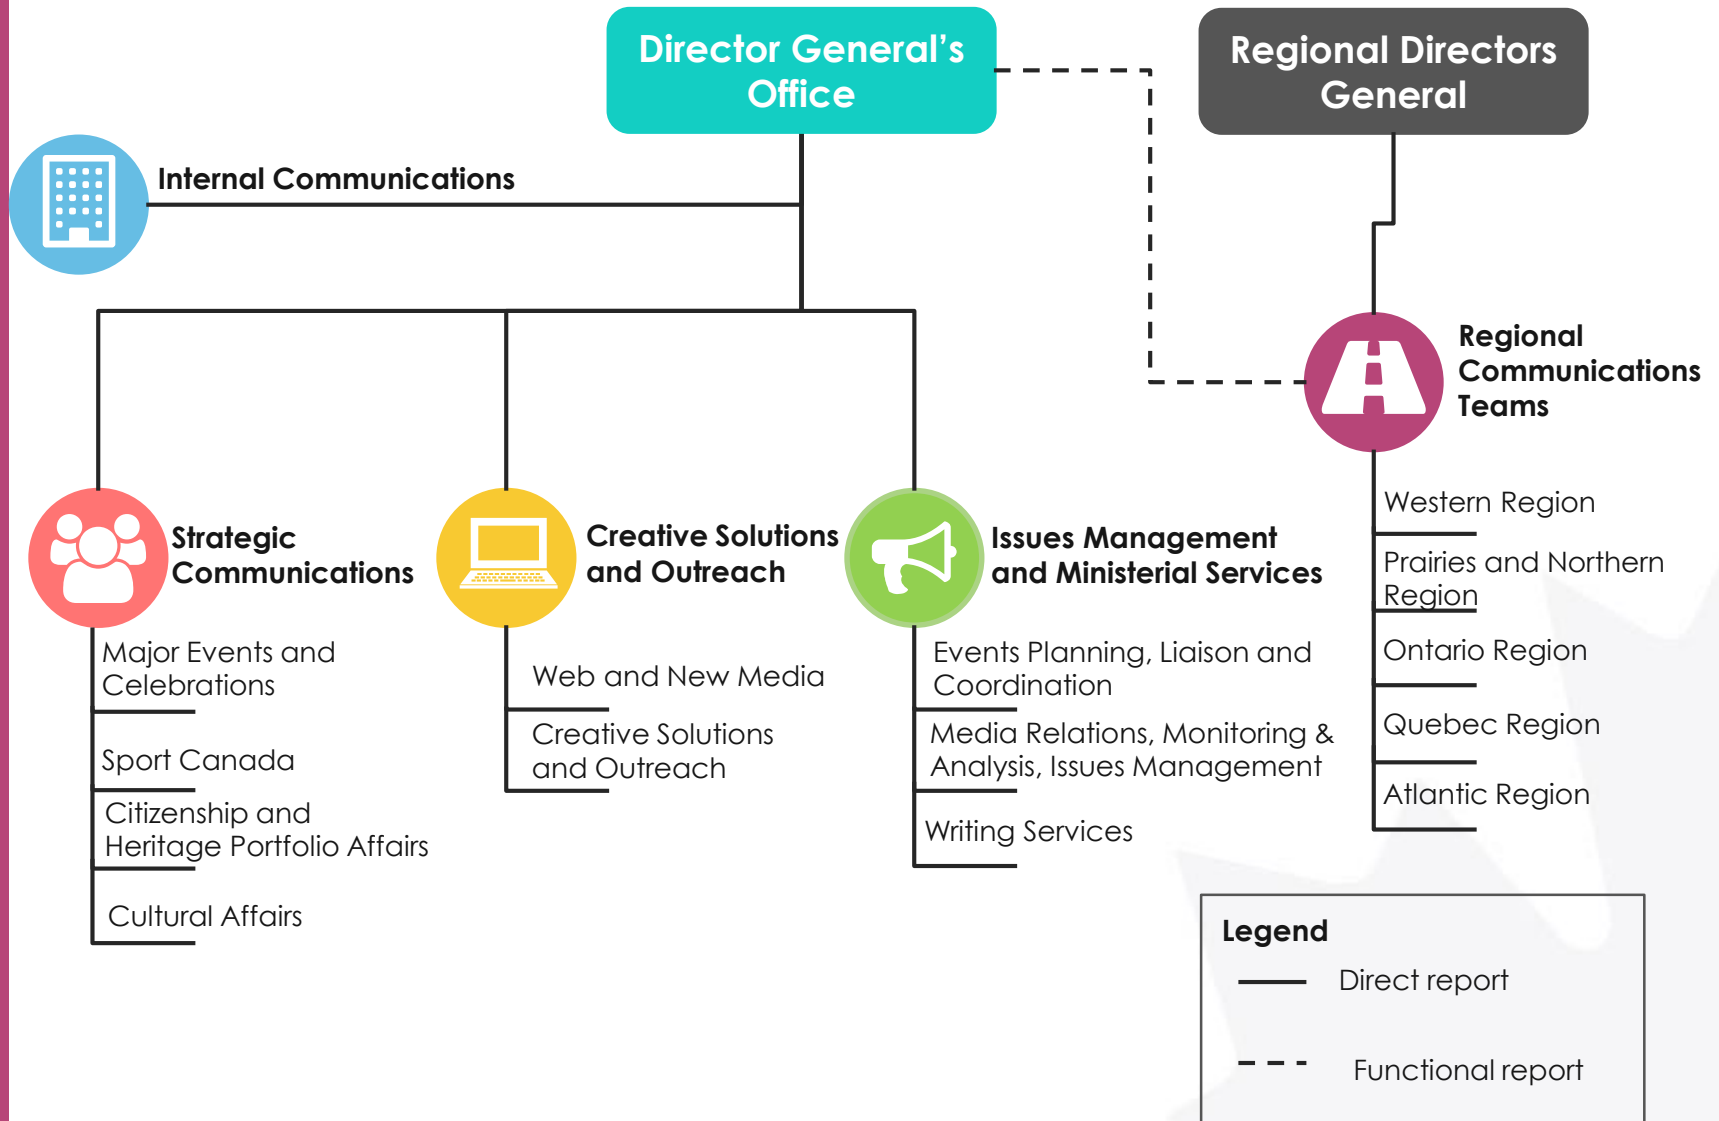 Director General’s
Office
Regional Directors
General
Internal Communications
Regional
Communications
Teams
Strategic
Communications
Major Events and
Celebrations
Sport Canada
Citizenship and
Heritage Portfolio Affairs
Cultural Affairs
Creative Solutions
and Outreach
Web and New Media
Creative Solutions
and Outreach
Issues Management
and Ministerial Services
Events Planning, Liaison and
Coordination
Media Relations, Monitoring &
Analysis, Issues Management
Writing Services
Western Region
Prairies and Northern
Region
Ontario Region
Quebec Region
Atlantic Region
Legend
Direct report
Functional report